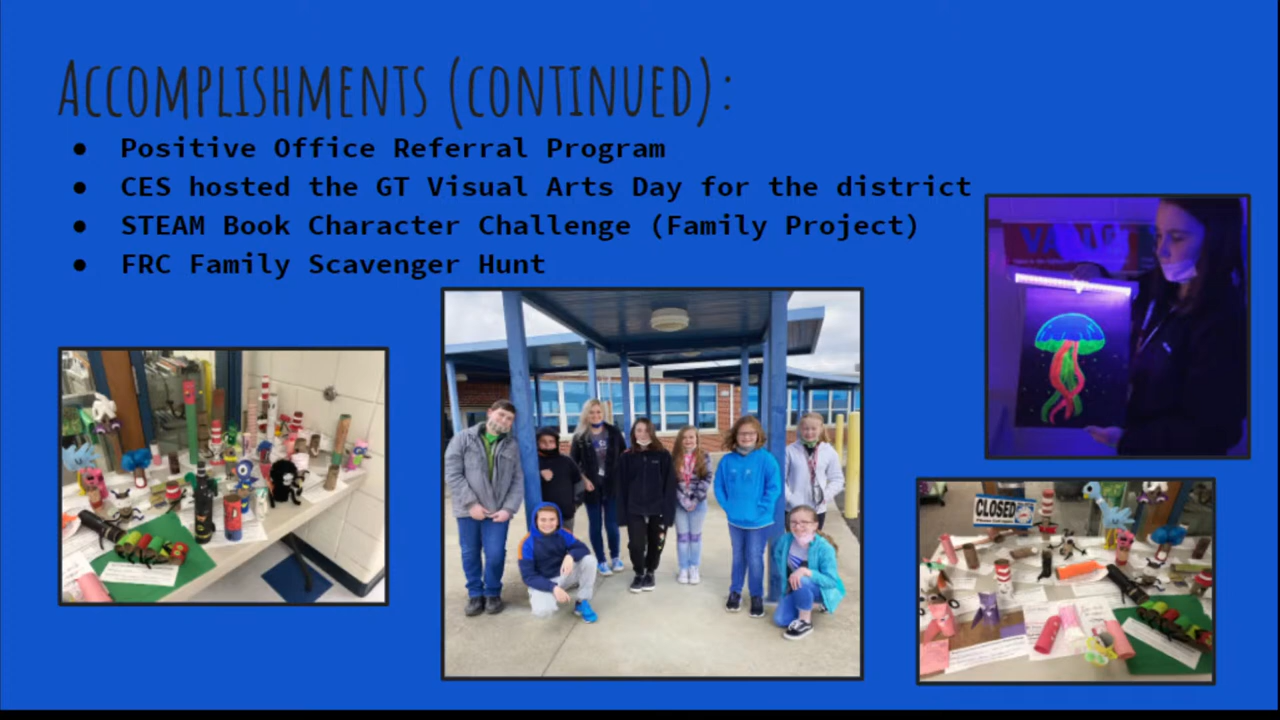 Accomplishments (continued):
● Positive Office Referral Program
● CES hosted the GT Visual Arts Day for the district
● STEAM Book Character Challenge (Family Project)
● FRC Family Scavenger Hunt
CLOSED